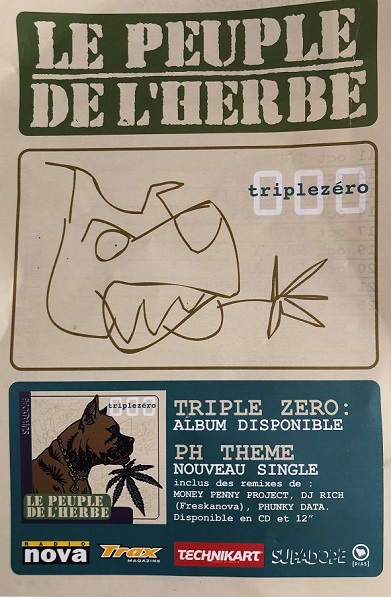 LE PEUPLE
DE L'HERBE
triplezéro
000
triplezéro
000
SUPADOPE
LE PEUPLE
DE L'HERBE
TRIPLE ZERO:
ALBUM DISPONIBLE
PH THEME
NOUVEAU SINGLE
inclus des remixes de :
MONEY PENNY PROJECT, DJ RICH
(Freskanova), PHUNKY DATA.
Disponible en CD et 12”
RADIO
nova
Trax
MAGAZINE
TECHNIKART
SUPADOPE
[PIAS]